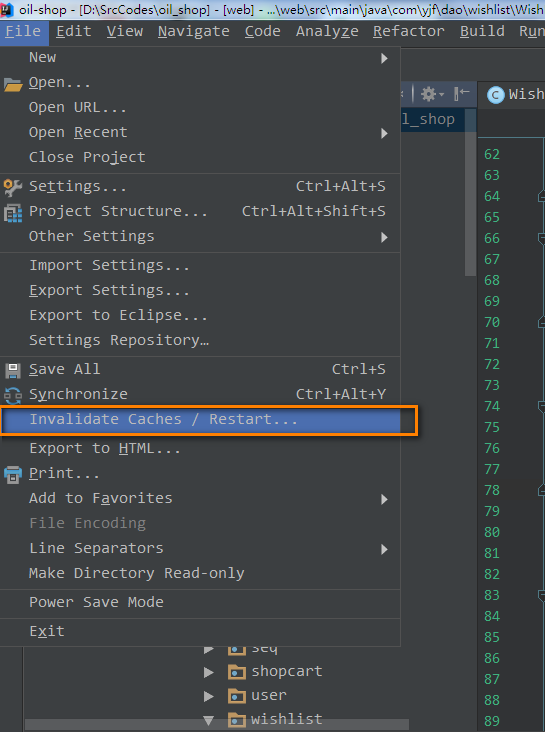 oil-shop - [D:\SrcCodes\oil_shop] - [web] - ...\web\src\main\java\com\yjf\dao\wishlist\Wish
File Edit View Navigate Code Analyze Refactor Build Run
New
Open...
Open URL...
Open Recent
Close Project
Settings... Ctrl+Alt+S
Project Structure... Ctrl+Alt+Shift+S
Other Settings
Import Settings...
Export Settings...
Export to Eclipse...
Settings Repository…
Save All Ctrl+S
Synchronize Ctrl+Alt+Y
Invalidate Caches / Restart...
Export to HTML...
Print...
Add to Favorites
File Encoding
Line Separators
Make Directory Read-only
Power Save Mode
Exit
l_shop
seq
shopcart
user
wishlist
C Wish
62
63
64
65
66
67
68
69
70
71
72
73
74
75
76
77
78
79
80
81
82
83
84
85
86
87
88
89